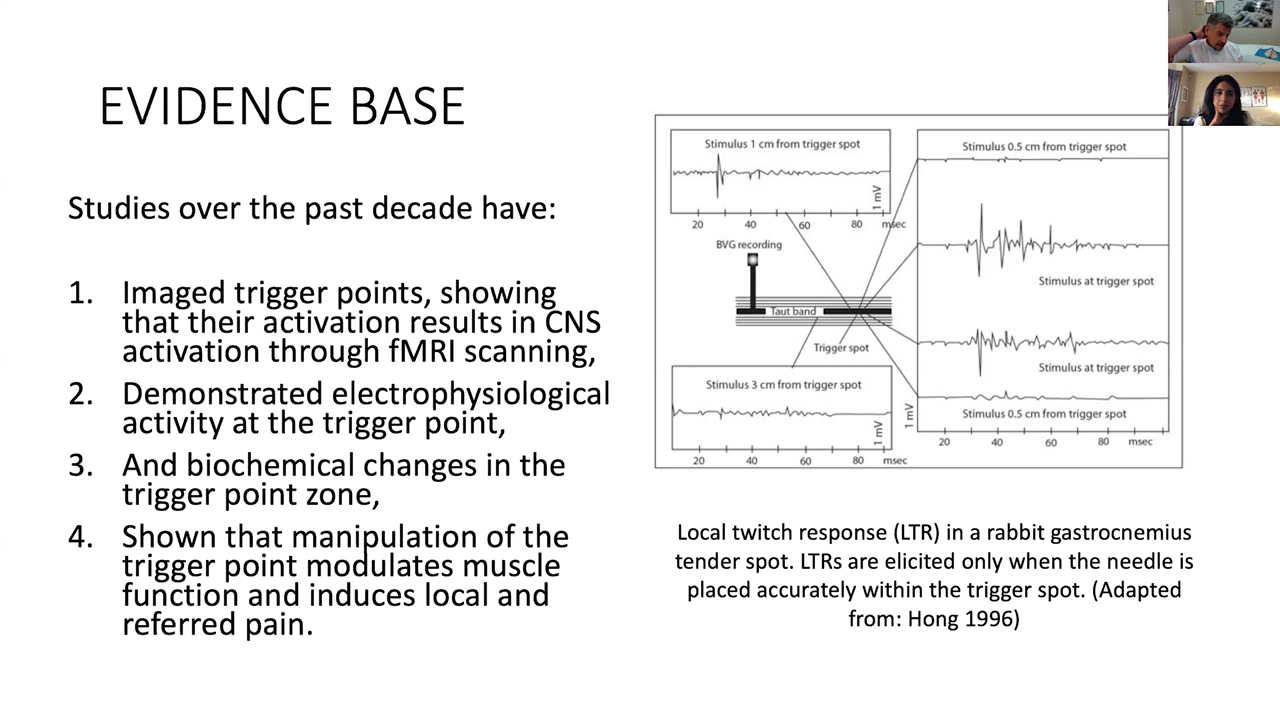 EVIDENCE BASE
Studies over the past decade have:
1. Imaged trigger points, showing
that their activation results in CNS
activation through fMRI scanning,
2. Demonstrated electrophysiological
activity at the trigger point,
3. And biochemical changes in the
trigger point zone,
4. Shown that manipulation of the
trigger point modulates muscle
function and induces local and
referred pain.
Stimulus 1 cm from trigger spot
1 mV
20 40 60 80 msec
BVG recording
Taut band
Trigger spot
Stimulus 3 cm from trigger spot
1 mV
20 40 60 80 msec
Stimulus 0.5 cm from trigger spot
Stimulus at trigger spot
Stimulus at trigger spot
1 mV
Stimulus 0.5 cm from trigger spot
20 40 60 80 msec
Local twitch response (LTR) in a rabbit gastrocnemius
tender spot. LTRs are elicited only when the needle is
placed accurately within the trigger spot. (Adapted
from: Hong 1996)